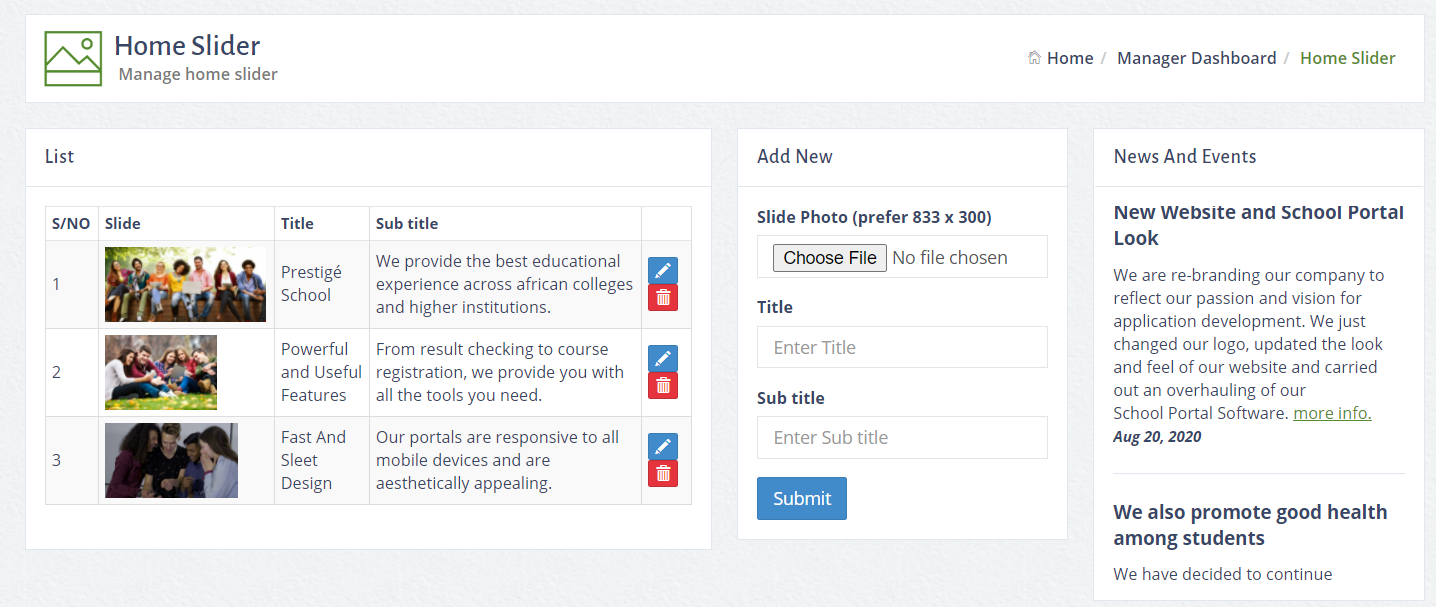 Home Slider
Manage home slider
Home / Manager Dashboard / Home Slider
List
S/NO Slide Title Sub title
1
Prestigé
School
We provide the best educational
experience across african colleges
and higher institutions.
2
Powerful
and Useful
Features
From result checking to course
registration, we provide you with
all the tools you need.
3
Fast And
Sleet
Design
Our portals are responsive to all
mobile devices and are
aesthetically appealing.
Add New
Slide Photo (prefer 833 x 300)
Choose File No file chosen
Title
Enter Title
Sub title
Enter Sub title
Submit
News And Events
New Website and School Portal
Look
We are re-branding our company to
reflect our passion and vision for
application development. We just
changed our logo, updated the look
and feel of our website and carried
out an overhauling of our
School Portal Software. more info.
Aug 20, 2020
We also promote good health
among students
We have decided to continue